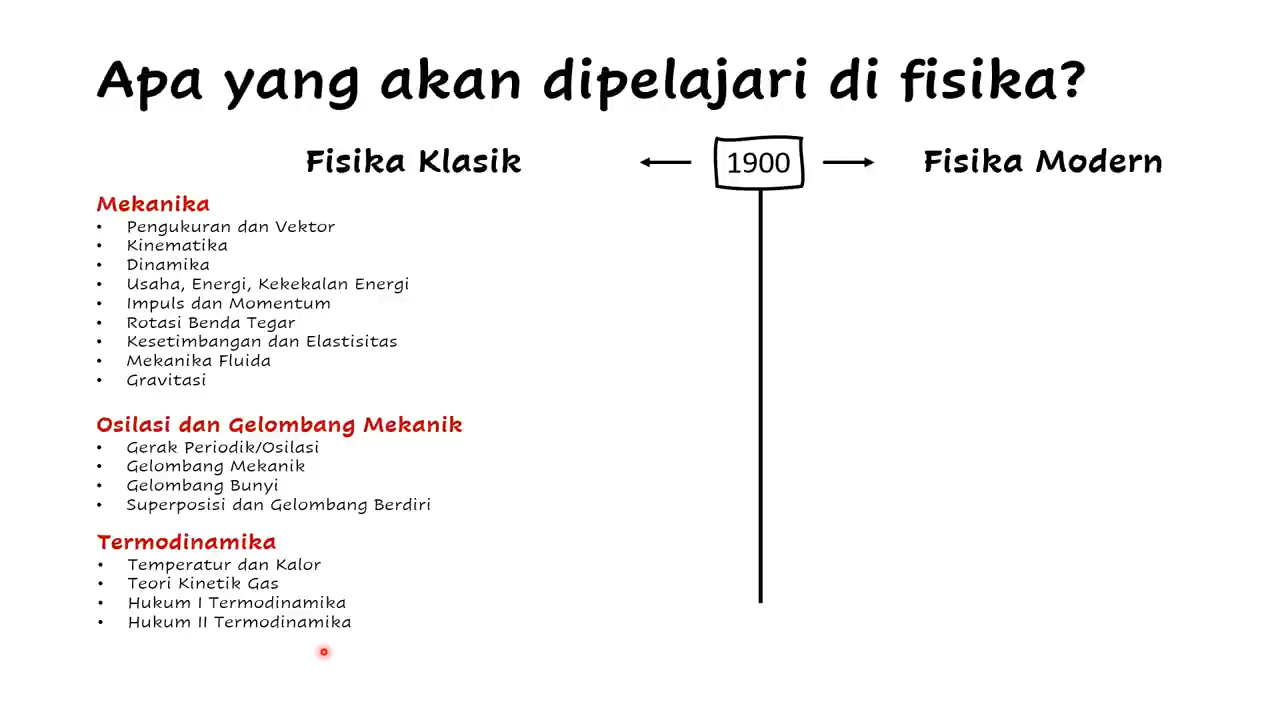 Apa yang akan dipelajari di fisika?
Fisika Klasik
1900
Fisika Modern
Mekanika
• Pengukuran dan Vektor
• Kinematika
• Dinamika
• Usaha, Energi, Kekekalan Energi
• Impuls dan Momentum
• Rotasi Benda Tegar
• Kesetimbangan dan Elastisitas
• Mekanika Fluida
• Gravitasi
Osilasi dan Gelombang Mekanik
• Gerak Periodik/Osilasi
• Gelombang Mekanik
• Gelombang Bunyi
• Superposisi dan Gelombang Berdiri
Termodinamika
• Temperatur dan Kalor
• Teori Kinetik Gas
• Hukum I Termodinamika
• Hukum II Termodinamika